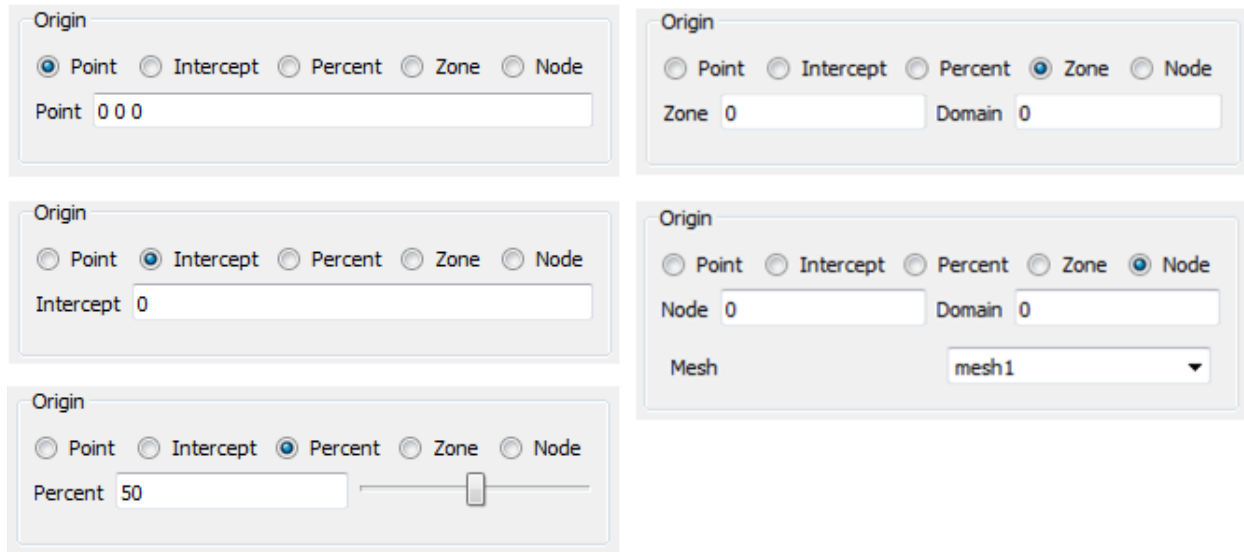 Origin
Point Intercept Percent Zone Node
Point 0 0 0
Origin
Point Intercept Percent Zone Node
Intercept 0
Origin
Point Intercept Percent Zone Node
Percent 50
Origin
Point Intercept Percent Zone Node
Zone 0 Domain 0
Origin
Point Intercept Percent Zone Node
Node 0 Domain 0
Mesh mesh1